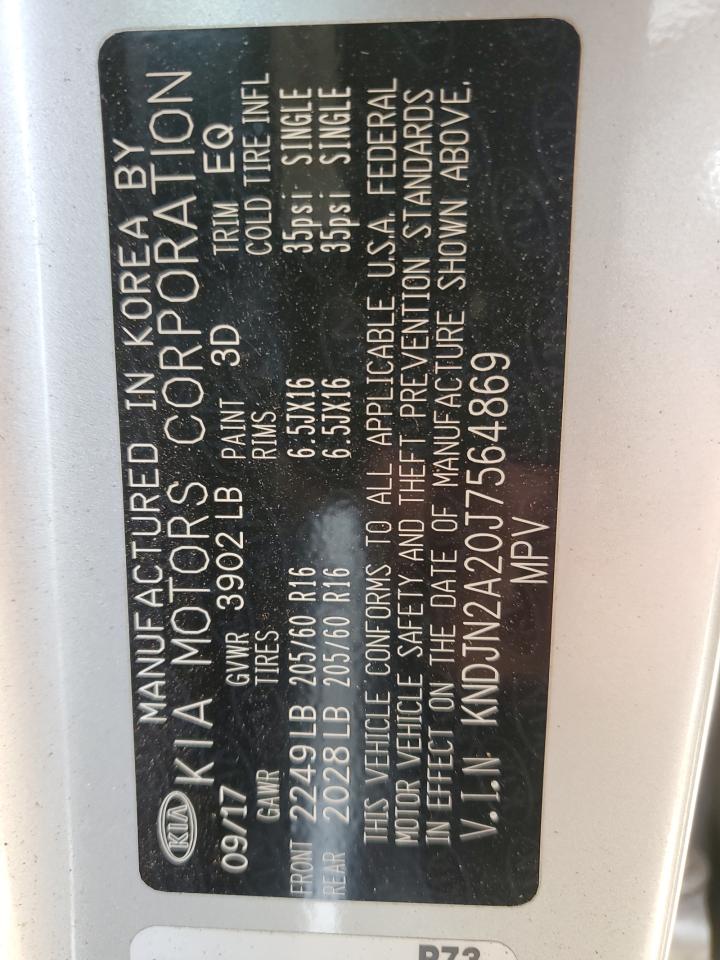 MANUFACTURED IN KOREA BY
KIA KIA MOTORS CORPORATION
09/17 GVWR 3902LB PAINT 3D TRIM EQ
GAWR TIRES RIMS COLD TIRE INFL
FRONT 2249LB 205/60 R16 6.5JX16 35psi SINGLE
REAR 2028LB 205/60 R16 6.5JX16 35psi SINGLE
THIS VEHICLE CONFORMS TO ALL APPLICABLE U.S.A. FEDERAL
MOTOR VEHICLE SAFETY AND THEFT PREVENTION STANDARDS
IN EFFECT ON THE DATE OF MANUFACTURE SHOWN ABOVE.
V.I.N KNDJN2A20J7564869
MPV